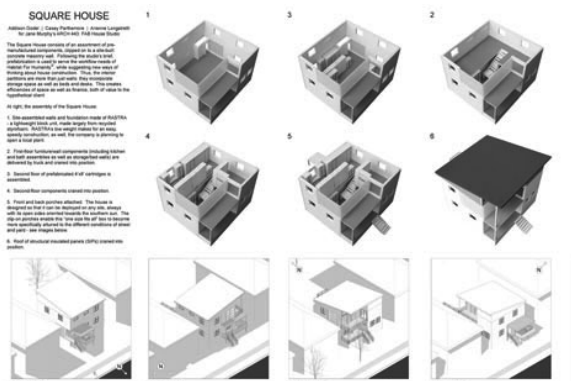 SQUARE HOUSE
Addison Godel | Casey Parthemore | Arianna Longstreth
for Jane Murphy's ARCH 443 FAB House Studio
The Square House consists of an assortment of pre-
manufactured components, clipped on to a site-built
concrete masonry wall. Following the studio's brief,
prefabrication is used to serve the workflow needs of
Habitat For Humanity®, while suggesting new ways of
thinking about house construction. Thus, the interior
partitions are more than just walls; they incorporate
storage space as well as beds and desks. This creates
efficiencies of space as well as finance, both of value to the
hypothetical client.
At right, the assembly of the Square House:
1. Site-assembled walls and foundation made of RASTRA
- a lightweight block unit, made largely from recycled
styrofoam. RASTRA's low weight makes for an easy,
speedy construction; as well, the company is planning to
open a local plant.
2. First-floor furniture/wall components (including kitchen
and bath assemblies as well as storage/bed walls) are
delivered by truck and craned into position.
3. Second floor of prefabricated cartridges is
assembled.
4. Second-floor components craned into position.
5. Front and back porches attached. The house is
designed so that it can be deployed on any site, always
with its open sides oriented towards the southern sun. The
clip-on porches enable this "one size fits all" box to become
more specifically attuned to the different conditions of street
and yard - see images below.
6. Roof of structural insulated panels (SIPs) craned into
position.
1
3
2
4
5
6
N
N
N
N